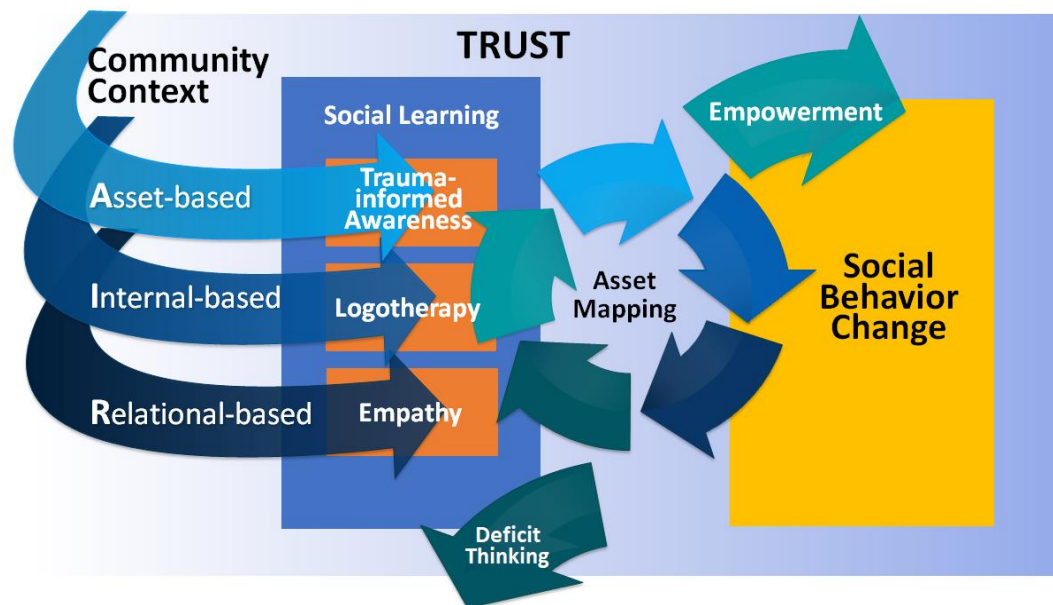 TRUST
Community
Context
Social Learning
Asset-based
Trauma-
informed
Awareness
Internal-based
Logotherapy
Relational-based
Empathy
Asset
Mapping
Empowerment
Social
Behavior
Change
Deficit
Thinking